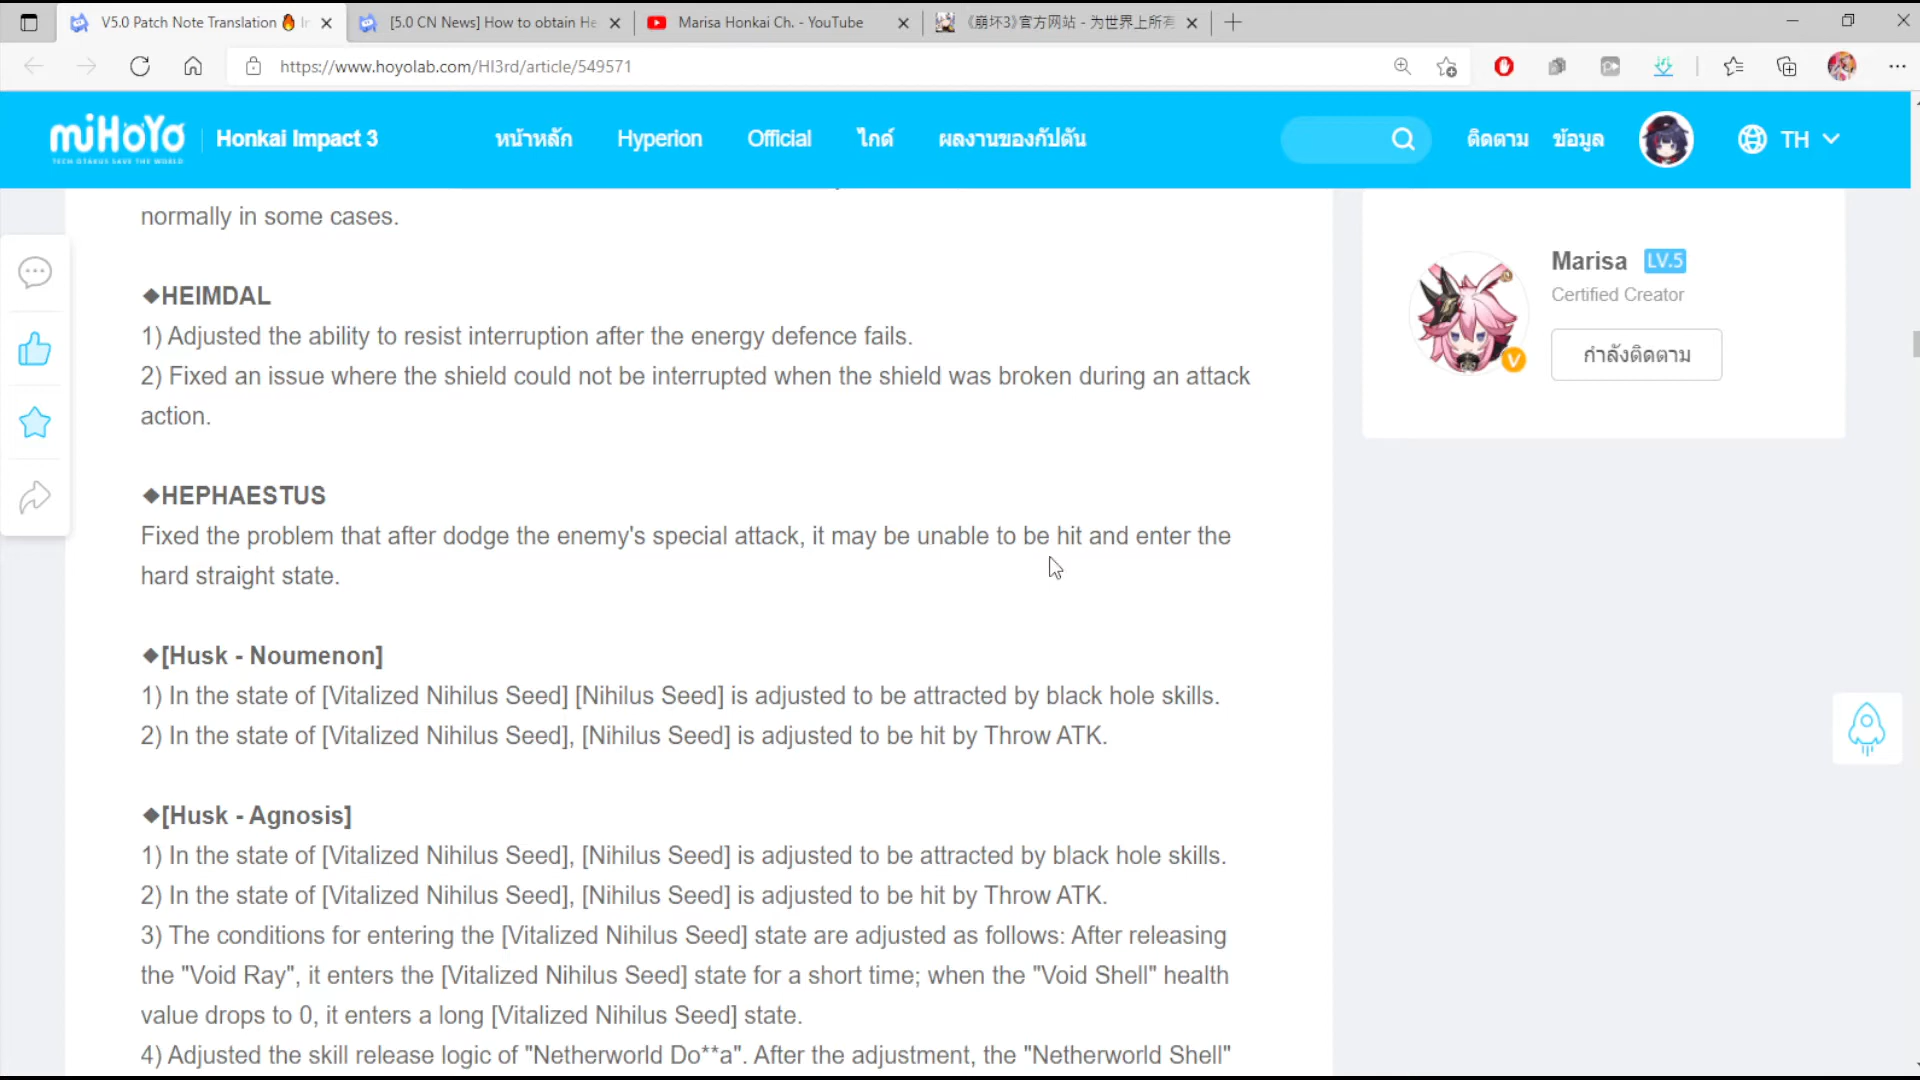 V5.0 Patch Note Translation🔥 In
[5.0 CN News] How to obtain He
Marisa Honkai Ch. - YouTube
《崩坏3》官方网站 - 为世界上所有
https://www.hoyolab.com/HI3rd/article/549571
miHoYo
TECH OTAKUS SAVE THE WORLD
Honkai Impact 3
หน้าหลัก
Hyperion
Official
ไกด์
ผลงานของกัปตัน
ติดตาม
ข้อมูล
TH
normally in some cases.
◆HEIMDAL
1) Adjusted the ability to resist interruption after the energy defence fails.
2) Fixed an issue where the shield could not be interrupted when the shield was broken during an attack
action.
◆HEPHAESTUS
Fixed the problem that after dodge the enemy's special attack, it may be unable to be hit and enter the
hard straight state.
◆[Husk - Noumenon]
1) In the state of [Vitalized Nihilus Seed] [Nihilus Seed] is adjusted to be attracted by black hole skills.
2) In the state of [Vitalized Nihilus Seed], [Nihilus Seed] is adjusted to be hit by Throw ATK.
◆[Husk - Agnosis]
1) In the state of [Vitalized Nihilus Seed], [Nihilus Seed] is adjusted to be attracted by black hole skills.
2) In the state of [Vitalized Nihilus Seed], [Nihilus Seed] is adjusted to be hit by Throw ATK.
3) The conditions for entering the [Vitalized Nihilus Seed] state are adjusted as follows: After releasing
the "Void Ray", it enters the [Vitalized Nihilus Seed] state for a short time; when the "Void Shell" health
value drops to 0, it enters a long [Vitalized Nihilus Seed] state.
4) Adjusted the skill release logic of "Netherworld Do**a". After the adjustment, the "Netherworld Shell"
Marisa
LV.5
Certified Creator
V
กำลังติดตาม